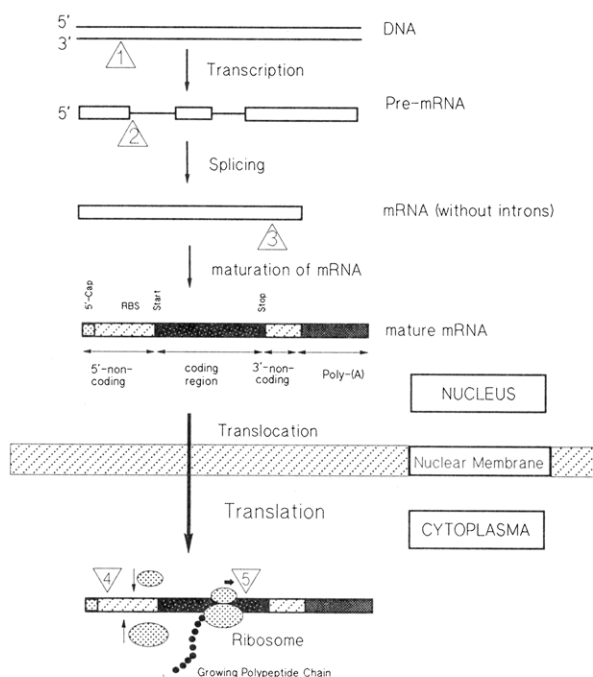 5'
DNA
3'
1
Transcription
5'
Pre-mRNA
2
Splicing
mRNA (without introns)
3
maturation of mRNA
5'-Cap
RBS
Start
Stop
mature mRNA
5'-non-
coding
coding
region
3'-non-
coding
Poly-(A)
NUCLEUS
Translocation
Nuclear Membrane
Translation
CYTOPLASMA
4
5
Ribosome
Growing Polypeptide Chain